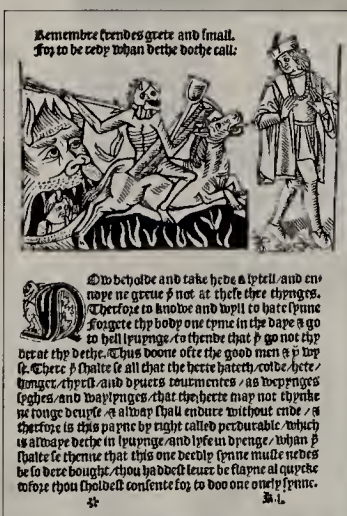 Remembre frendes grete and small.
For to be redy whan dethe dothe call:
NOw beholde and take hede a lytell/and en-
noye ne greue þ not at these thre thynges.
Therfore to knowe and wyll to hate synne
Forgete thy body one tyme in the daye & go
to hell lyuynge/to thende that þ go not thy
der at thy dethe. Thus doone ofte the good men & þ wy
se. There þ shalte se all that the herte hateth/colde/hete/
honger/thyrst/and dyuers tourmentes/as wepynges
syghes/and waylynges/that the herte may not thynke
ne tonge deuyse/& alway shall endure without ende/&
therfore is this payne by right called perdurable/which
is alwaye dethe in lyuynge/and lyfe in dyenge/whan þ
shalte se thenne that this one deedly synne muste nedes
be so dere bought/thou haddest leuer be flayne al quycke
tofore thou sholdest consente for to doo one onely synne.